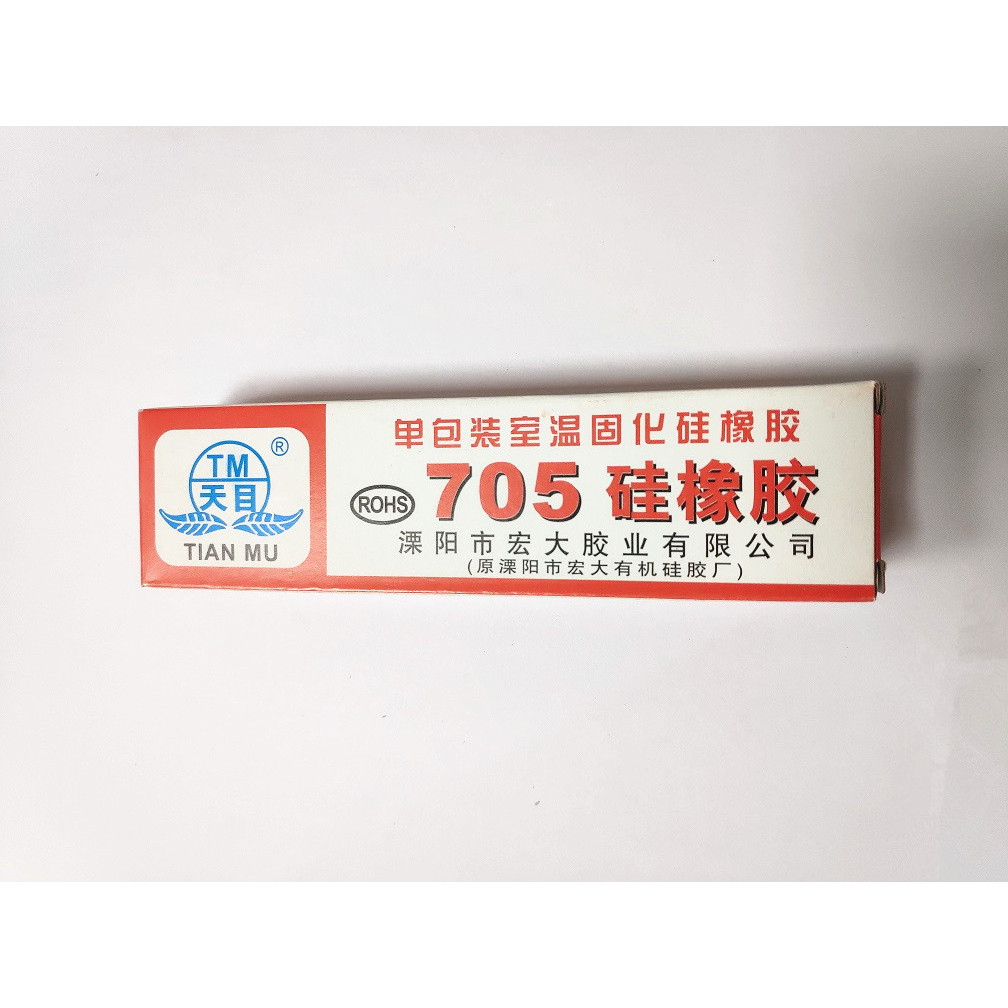 TM
天目
®
TIAN MU
单包装室温固化硅橡胶
ROHS
705 硅橡胶
溧阳市宏大胶业有限公司
(原溧阳市宏大有机硅胶厂)